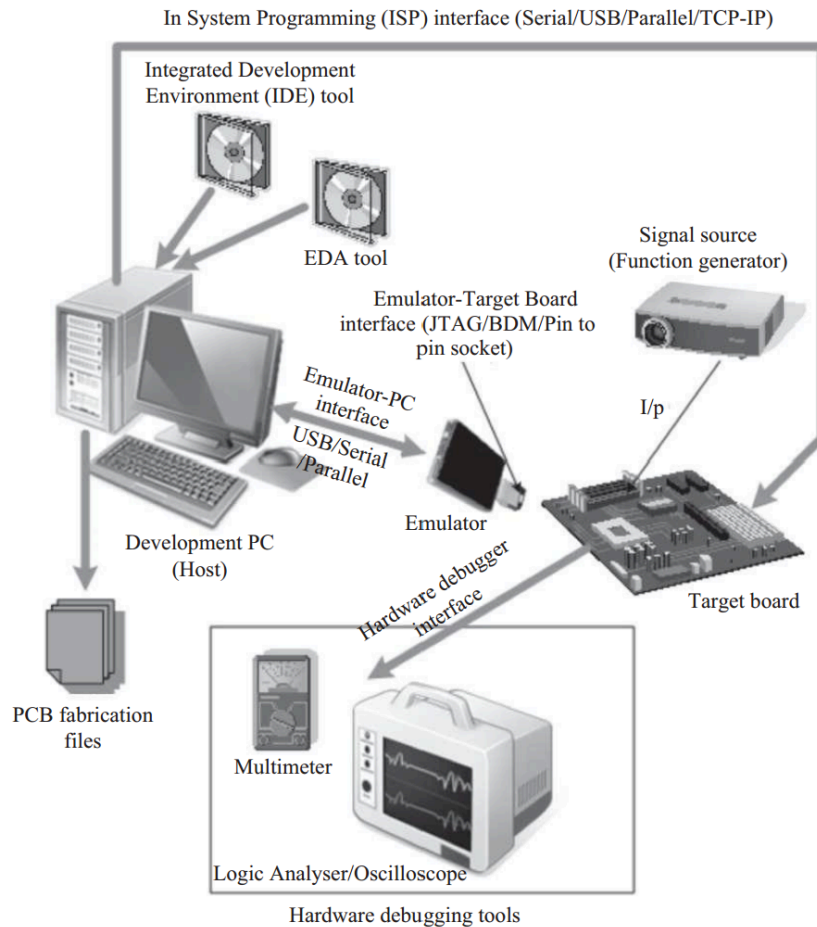 In System Programming (ISP) interface (Serial/USB/Parallel/TCP-IP)
Integrated Development
Environment (IDE) tool
EDA tool
Signal source
(Function generator)
Emulator-Target Board
interface (JTAG/BDM/Pin to
pin socket)
I/p
Emulator-PC
interface
USB/Serial
/Parallel
Emulator
Development PC
(Host)
Target board
Hardware debugger
interface
PCB fabrication
files
Multimeter
Logic Analyser/Oscilloscope
Hardware debugging tools